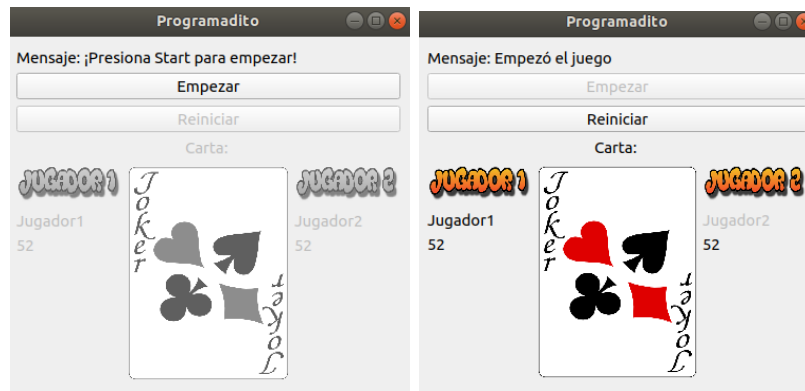 Programadito
Mensaje: ¡Presiona Start para empezar!
Empezar
Reiniciar
Carta:
JUGADOR 1
JUGADOR 2
Joker
Jugador1
Jugador2
52
52
Joker
Programadito
Mensaje: Empezó el juego
Empezar
Reiniciar
Carta:
JUGADOR 1
JUGADOR 2
Joker
Jugador1
Jugador2
52
52
Joker